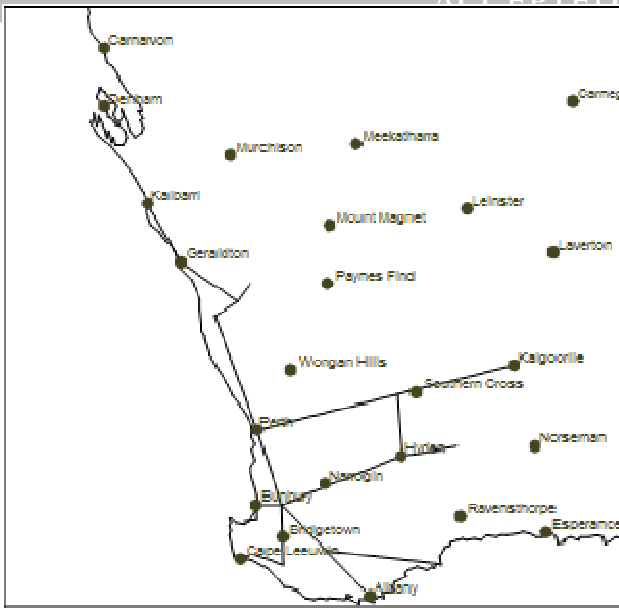 Carnarvon
Denham
Carneg
Murchison
Meekatharra
Kalbarri
Leinster
Mount Magnet
Geraldton
Laverton
Paynes Find
Wongan Hills
Kalgoorlie
Southern Cross
Perth
Hyden
Norseman
Narrogin
Bunbury
Ravensthorpe
Esperance
Bridgetown
Cape Leeuwin
Albany